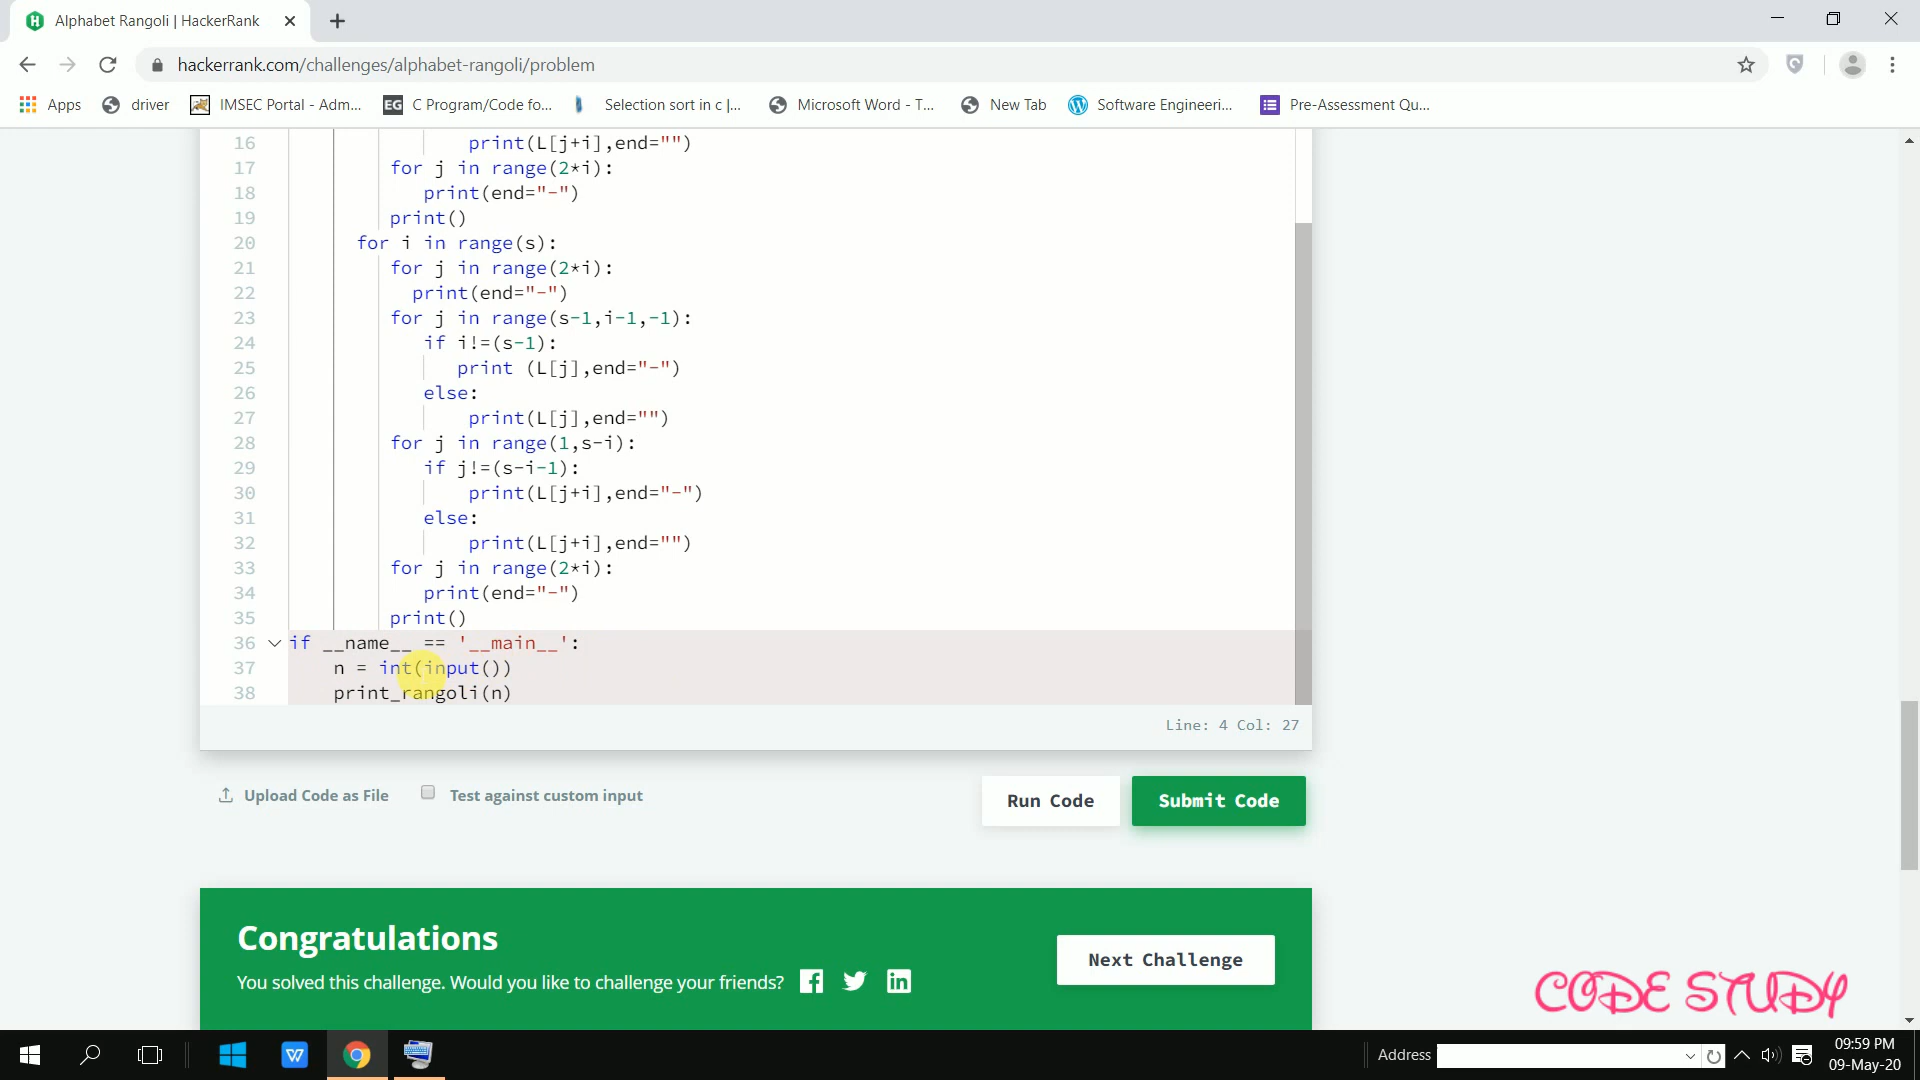 Alphabet Rangoli | HackerRank
hackerrank.com/challenges/alphabet-rangoli/problem
Apps driver IMSEC Portal - Adm... EG C Program/Code fo... Selection sort in c |... Microsoft Word - T... New Tab Software Engineeri... Pre-Assessment Qu...
16 print(L[j+i],end="")
17 for j in range(2*i):
18 print(end="-")
19 print()
20 for i in range(s):
21 for j in range(2*i):
22 print(end="-")
23 for j in range(s-1,i-1,-1):
24 if i!=(s-1):
25 print (L[j],end="-")
26 else:
27 print(L[j],end="")
28 for j in range(1,s-i):
29 if j!=(s-i-1):
30 print(L[j+i],end="-")
31 else:
32 print(L[j+i],end="")
33 for j in range(2*i):
34 print(end="-")
35 print()
36 if __name__ == '__main__':
37 n = int(input())
38 print_rangoli(n)
Line: 4 Col: 27
Upload Code as File Test against custom input Run Code Submit Code
Congratulations
You solved this challenge. Would you like to challenge your friends?
Next Challenge
CODE STUDY
Address
09:59 PM
09-May-20